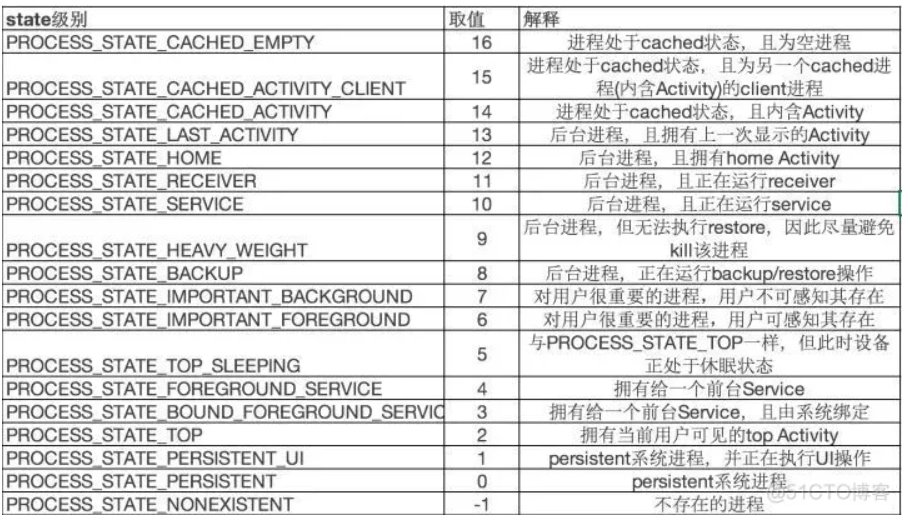 state级别 取值 解释
PROCESS_STATE_CACHED_EMPTY 16 进程处于cached状态，且为空进程
进程处于cached状态，且为另一个cached进
PROCESS_STATE_CACHED_ACTIVITY_CLIENT 15 程(内含Activity)的client进程
PROCESS_STATE_CACHED_ACTIVITY 14 进程处于cached状态，且内含Activity
PROCESS_STATE_LAST_ACTIVITY 13 后台进程，且拥有上一次显示的Activity
PROCESS_STATE_HOME 12 后台进程，且拥有home Activity
PROCESS_STATE_RECEIVER 11 后台进程，且正在运行receiver
PROCESS_STATE_SERVICE 10 后台进程，且正在运行service
后台进程，但无法执行restore，因此尽量避免
PROCESS_STATE_HEAVY_WEIGHT 9 kill该进程
PROCESS_STATE_BACKUP 8 后台进程，正在运行backup/restore操作
PROCESS_STATE_IMPORTANT_BACKGROUND 7 对用户很重要的进程，用户不可感知其存在
PROCESS_STATE_IMPORTANT_FOREGROUND 6 对用户很重要的进程，用户可感知其存在
与PROCESS_STATE_TOP一样，但此时设备
PROCESS_STATE_TOP_SLEEPING 5 正处于休眠状态
PROCESS_STATE_FOREGROUND_SERVICE 4 拥有给一个前台Service
PROCESS_STATE_BOUND_FOREGROUND_SERVIC 3 拥有给一个前台Service，且由系统绑定
PROCESS_STATE_TOP 2 拥有当前用户可见的top Activity
PROCESS_STATE_PERSISTENT_UI 1 persistent系统进程，并正在执行UI操作
PROCESS_STATE_PERSISTENT 0 persistent系统进程
PROCESS_STATE_NONEXISTENT -1 不存在的进程
@51CTO博客